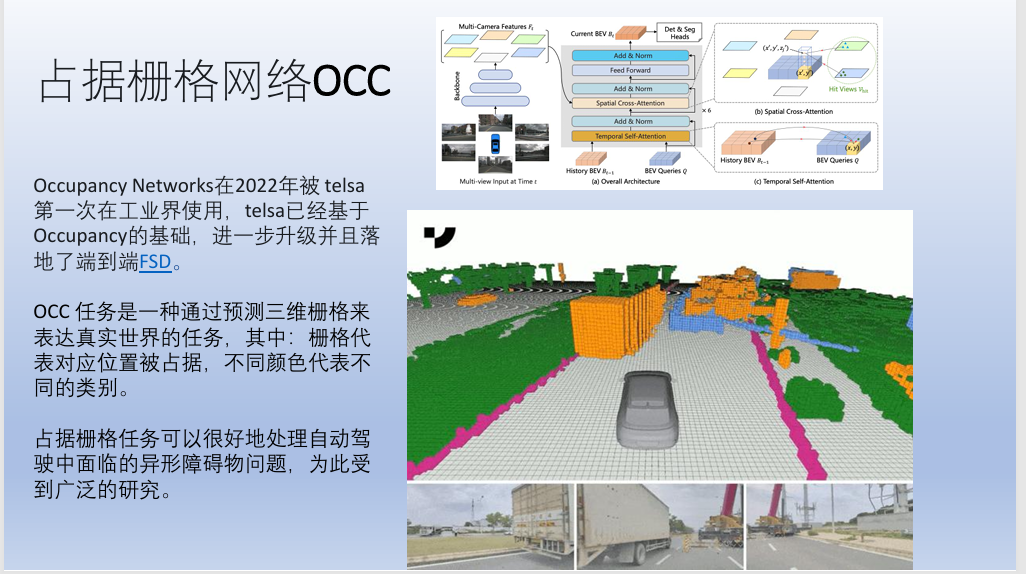 占据栅格网络OCC
Occupancy Networks在2022年被 telsa
第一次在工业界使用，telsa已经基于
Occupancy的基础，进一步升级并且落
地了端到端FSD。
OCC 任务是一种通过预测三维栅格来
表达真实世界的任务，其中：栅格代
表对应位置被占据，不同颜色代表不
同的类别。
占据栅格任务可以很好地处理自动驾
驶中面临的异形障碍物问题，为此受
到广泛的研究。
Multi-Camera Features Fₜ
Backbone
Multi-view Input at Time t
Current BEV Bₜ
Det & Seg
Heads
Add & Norm
Feed Forward
Add & Norm
Spatial Cross-Attention
Add & Norm
Temporal Self-Attention
× 6
History BEV Bₜ₋₁
BEV Queries Q
(a) Overall Architecture
(x', y', zⱼ')
(x', y')
Hit Views 𝒱ₕᵢₜ
(b) Spatial Cross-Attention
(x, y)
History BEV Bₜ₋₁
BEV Queries Q
(c) Temporal Self-Attention